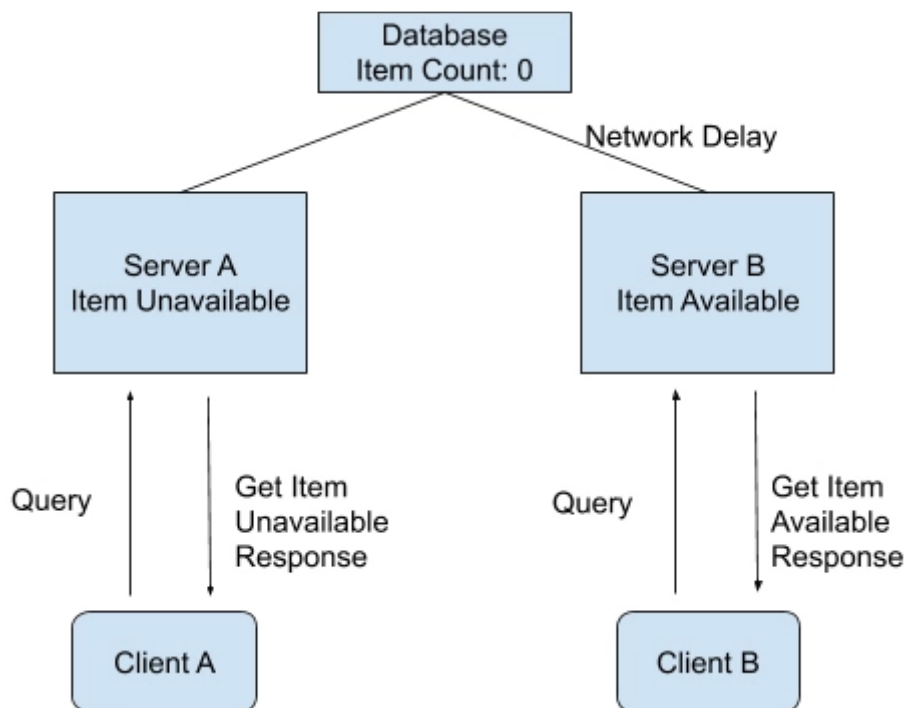 Database
Item Count: 0
Network Delay
Server A
Item Unavailable
Server B
Item Available
Query
Get Item
Unavailable
Response
Query
Get Item
Available
Response
Client A
Client B